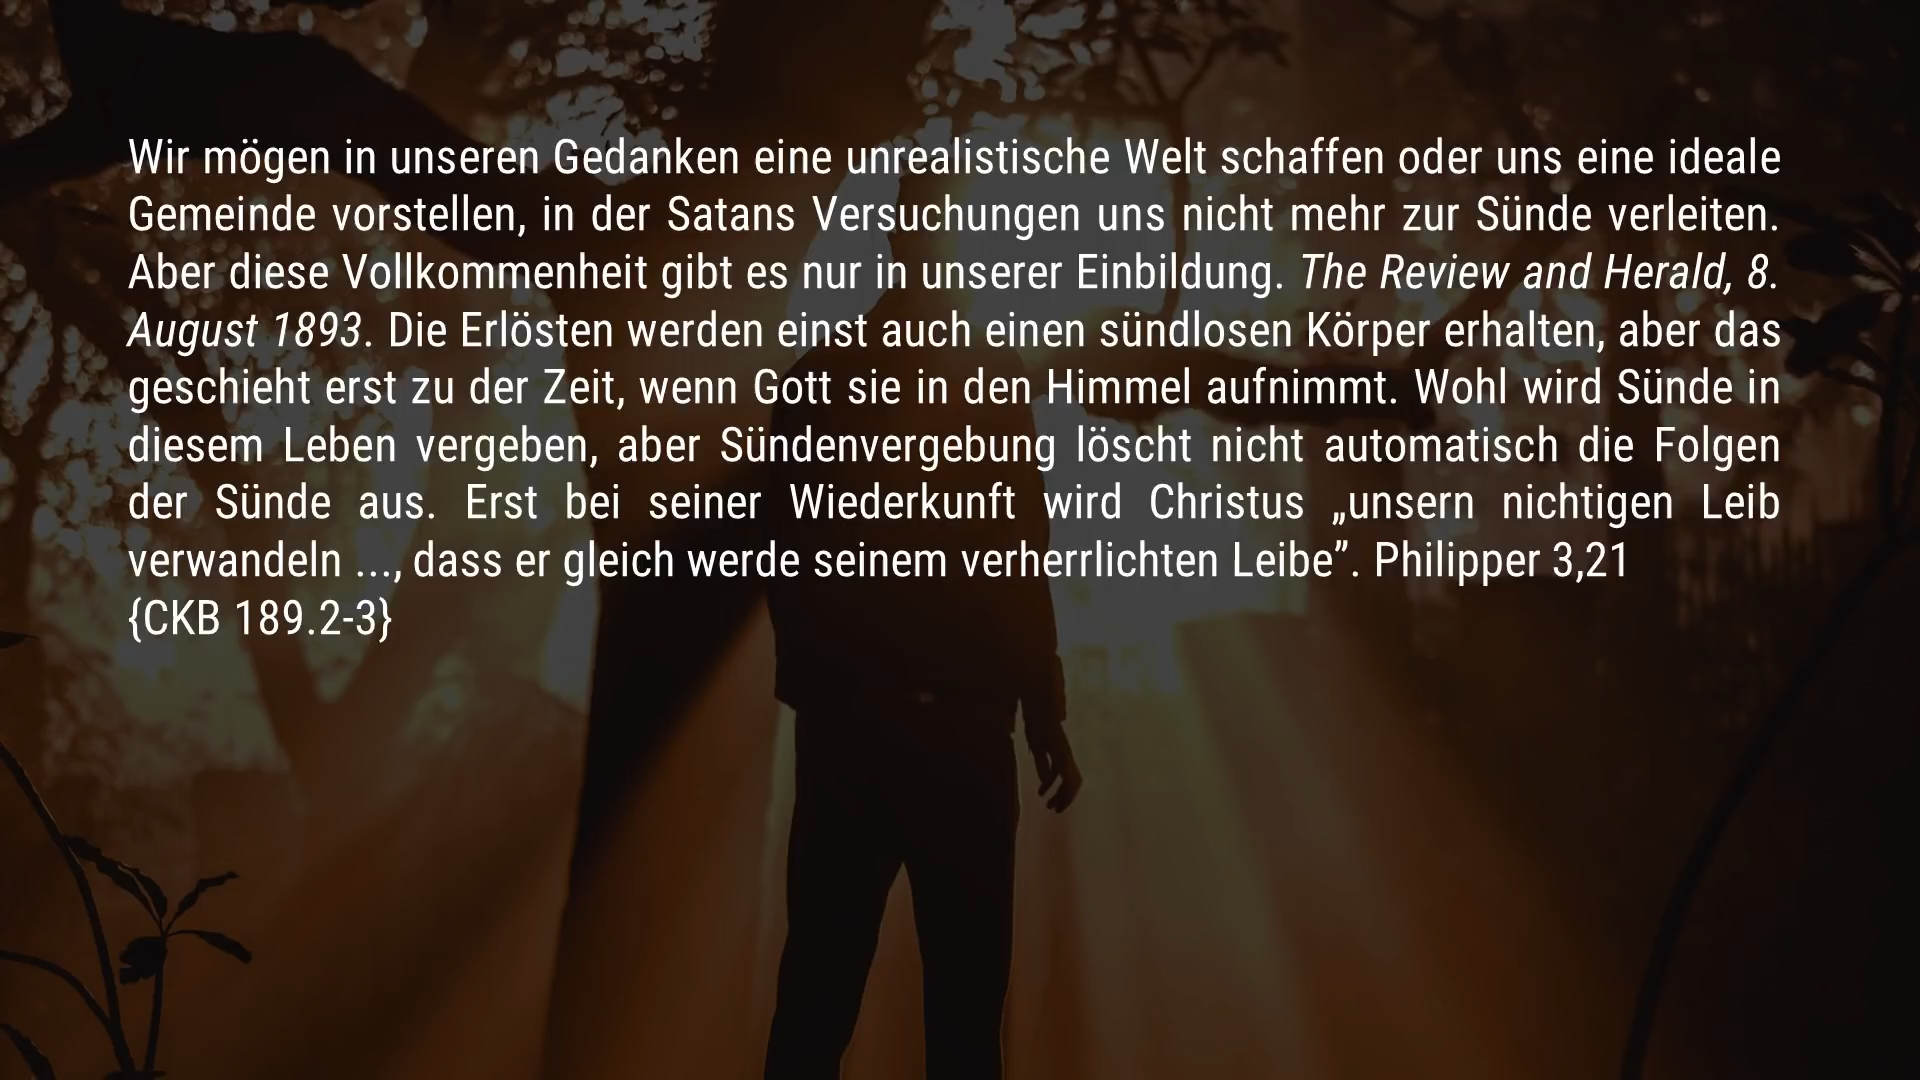 Wir mögen in unseren Gedanken eine unrealistische Welt schaffen oder uns eine ideale
Gemeinde vorstellen, in der Satans Versuchungen uns nicht mehr zur Sünde verleiten.
Aber diese Vollkommenheit gibt es nur in unserer Einbildung. The Review and Herald, 8.
August 1893. Die Erlösten werden einst auch einen sündlosen Körper erhalten, aber das
geschieht erst zu der Zeit, wenn Gott sie in den Himmel aufnimmt. Wohl wird Sünde in
diesem Leben vergeben, aber Sündenvergebung löscht nicht automatisch die Folgen
der Sünde aus. Erst bei seiner Wiederkunft wird Christus „unsern nichtigen Leib
verwandeln ..., dass er gleich werde seinem verherrlichten Leibe”. Philipper 3,21
{CKB 189.2-3}